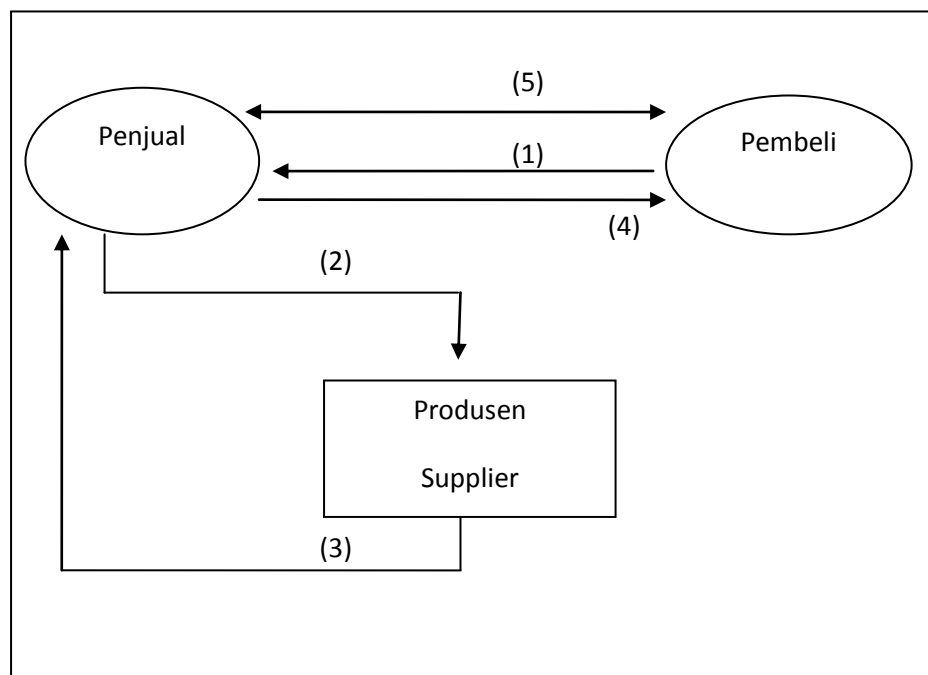 (5)
Penjual
Pembeli
(1)
(4)
(2)
Produsen
Supplier
(3)